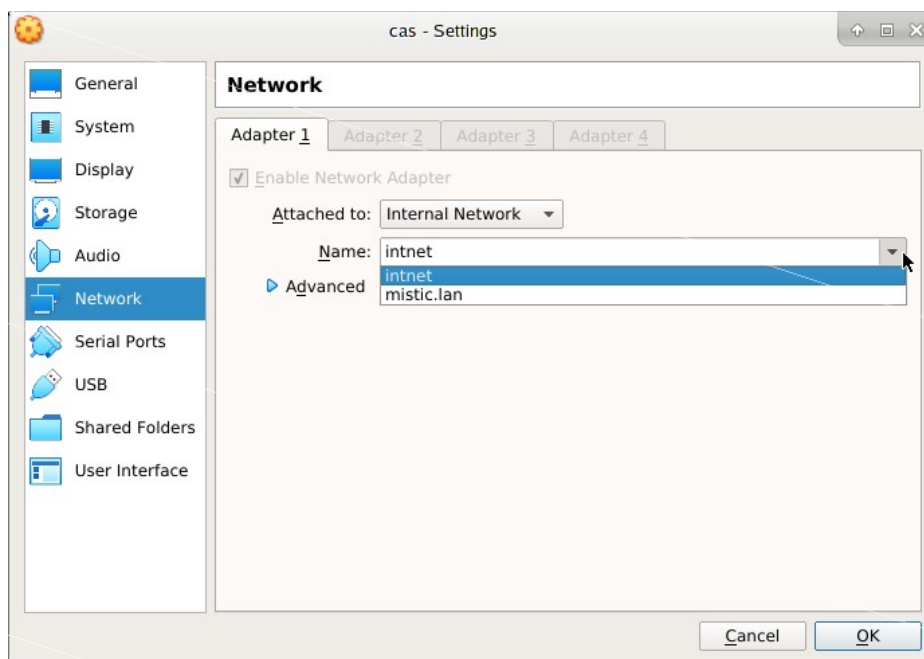 cas - Settings
General
System
Display
Storage
Audio
Network
Serial Ports
USB
Shared Folders
User Interface
Network
Adapter 1 Adapter 2 Adapter 3 Adapter 4
Enable Network Adapter
Attached to: Internal Network
Name: intnet
intnet
mistic.lan
Advanced
Cancel OK